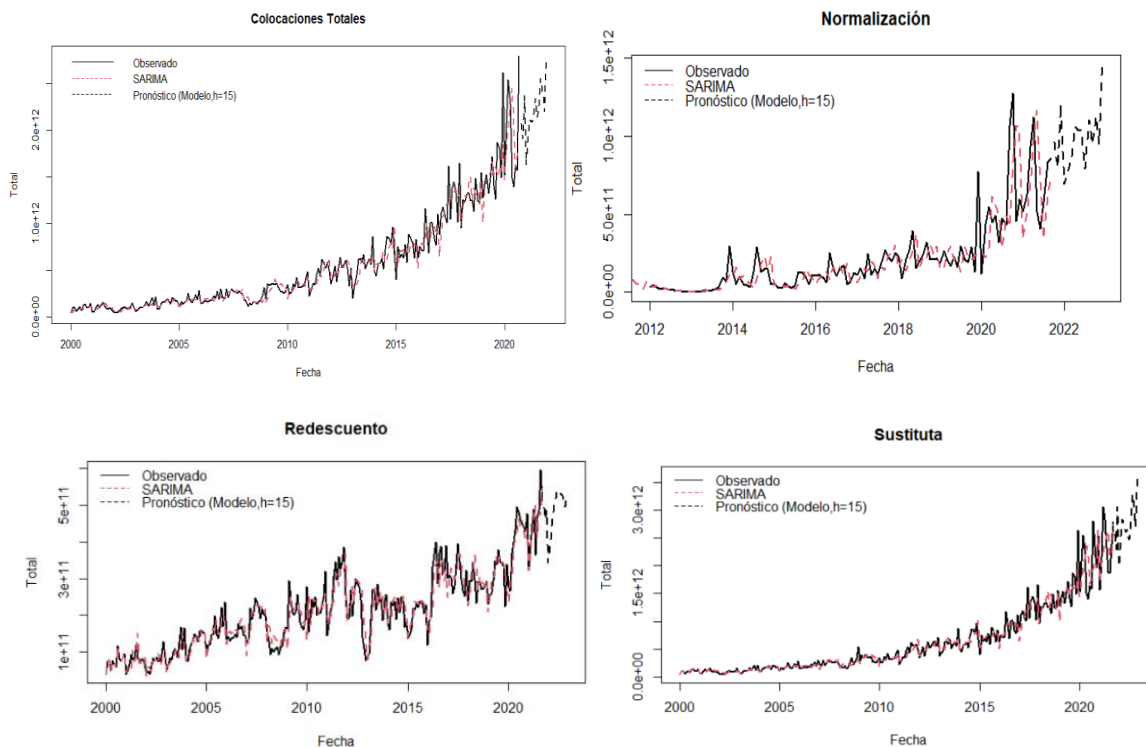 Colocaciones Totales
Observado
SARIMA
Pronóstico (Modelo,h=15)
Total
0.0e+00
1.0e+12
2.0e+12
2000
2005
2010
2015
2020
Fecha
Normalización
Observado
SARIMA
Pronóstico (Modelo,h=15)
Total
0.0e+00
5.0e+11
1.0e+12
1.5e+12
2012
2014
2016
2018
2020
2022
Fecha
Redescuento
Observado
SARIMA
Pronóstico (Modelo,h=15)
Total
1e+11
3e+11
5e+11
2000
2005
2010
2015
2020
Fecha
Sustituta
Observado
SARIMA
Pronóstico (Modelo,h=15)
Total
0.0e+00
1.5e+12
3.0e+12
2000
2005
2010
2015
2020
Fecha